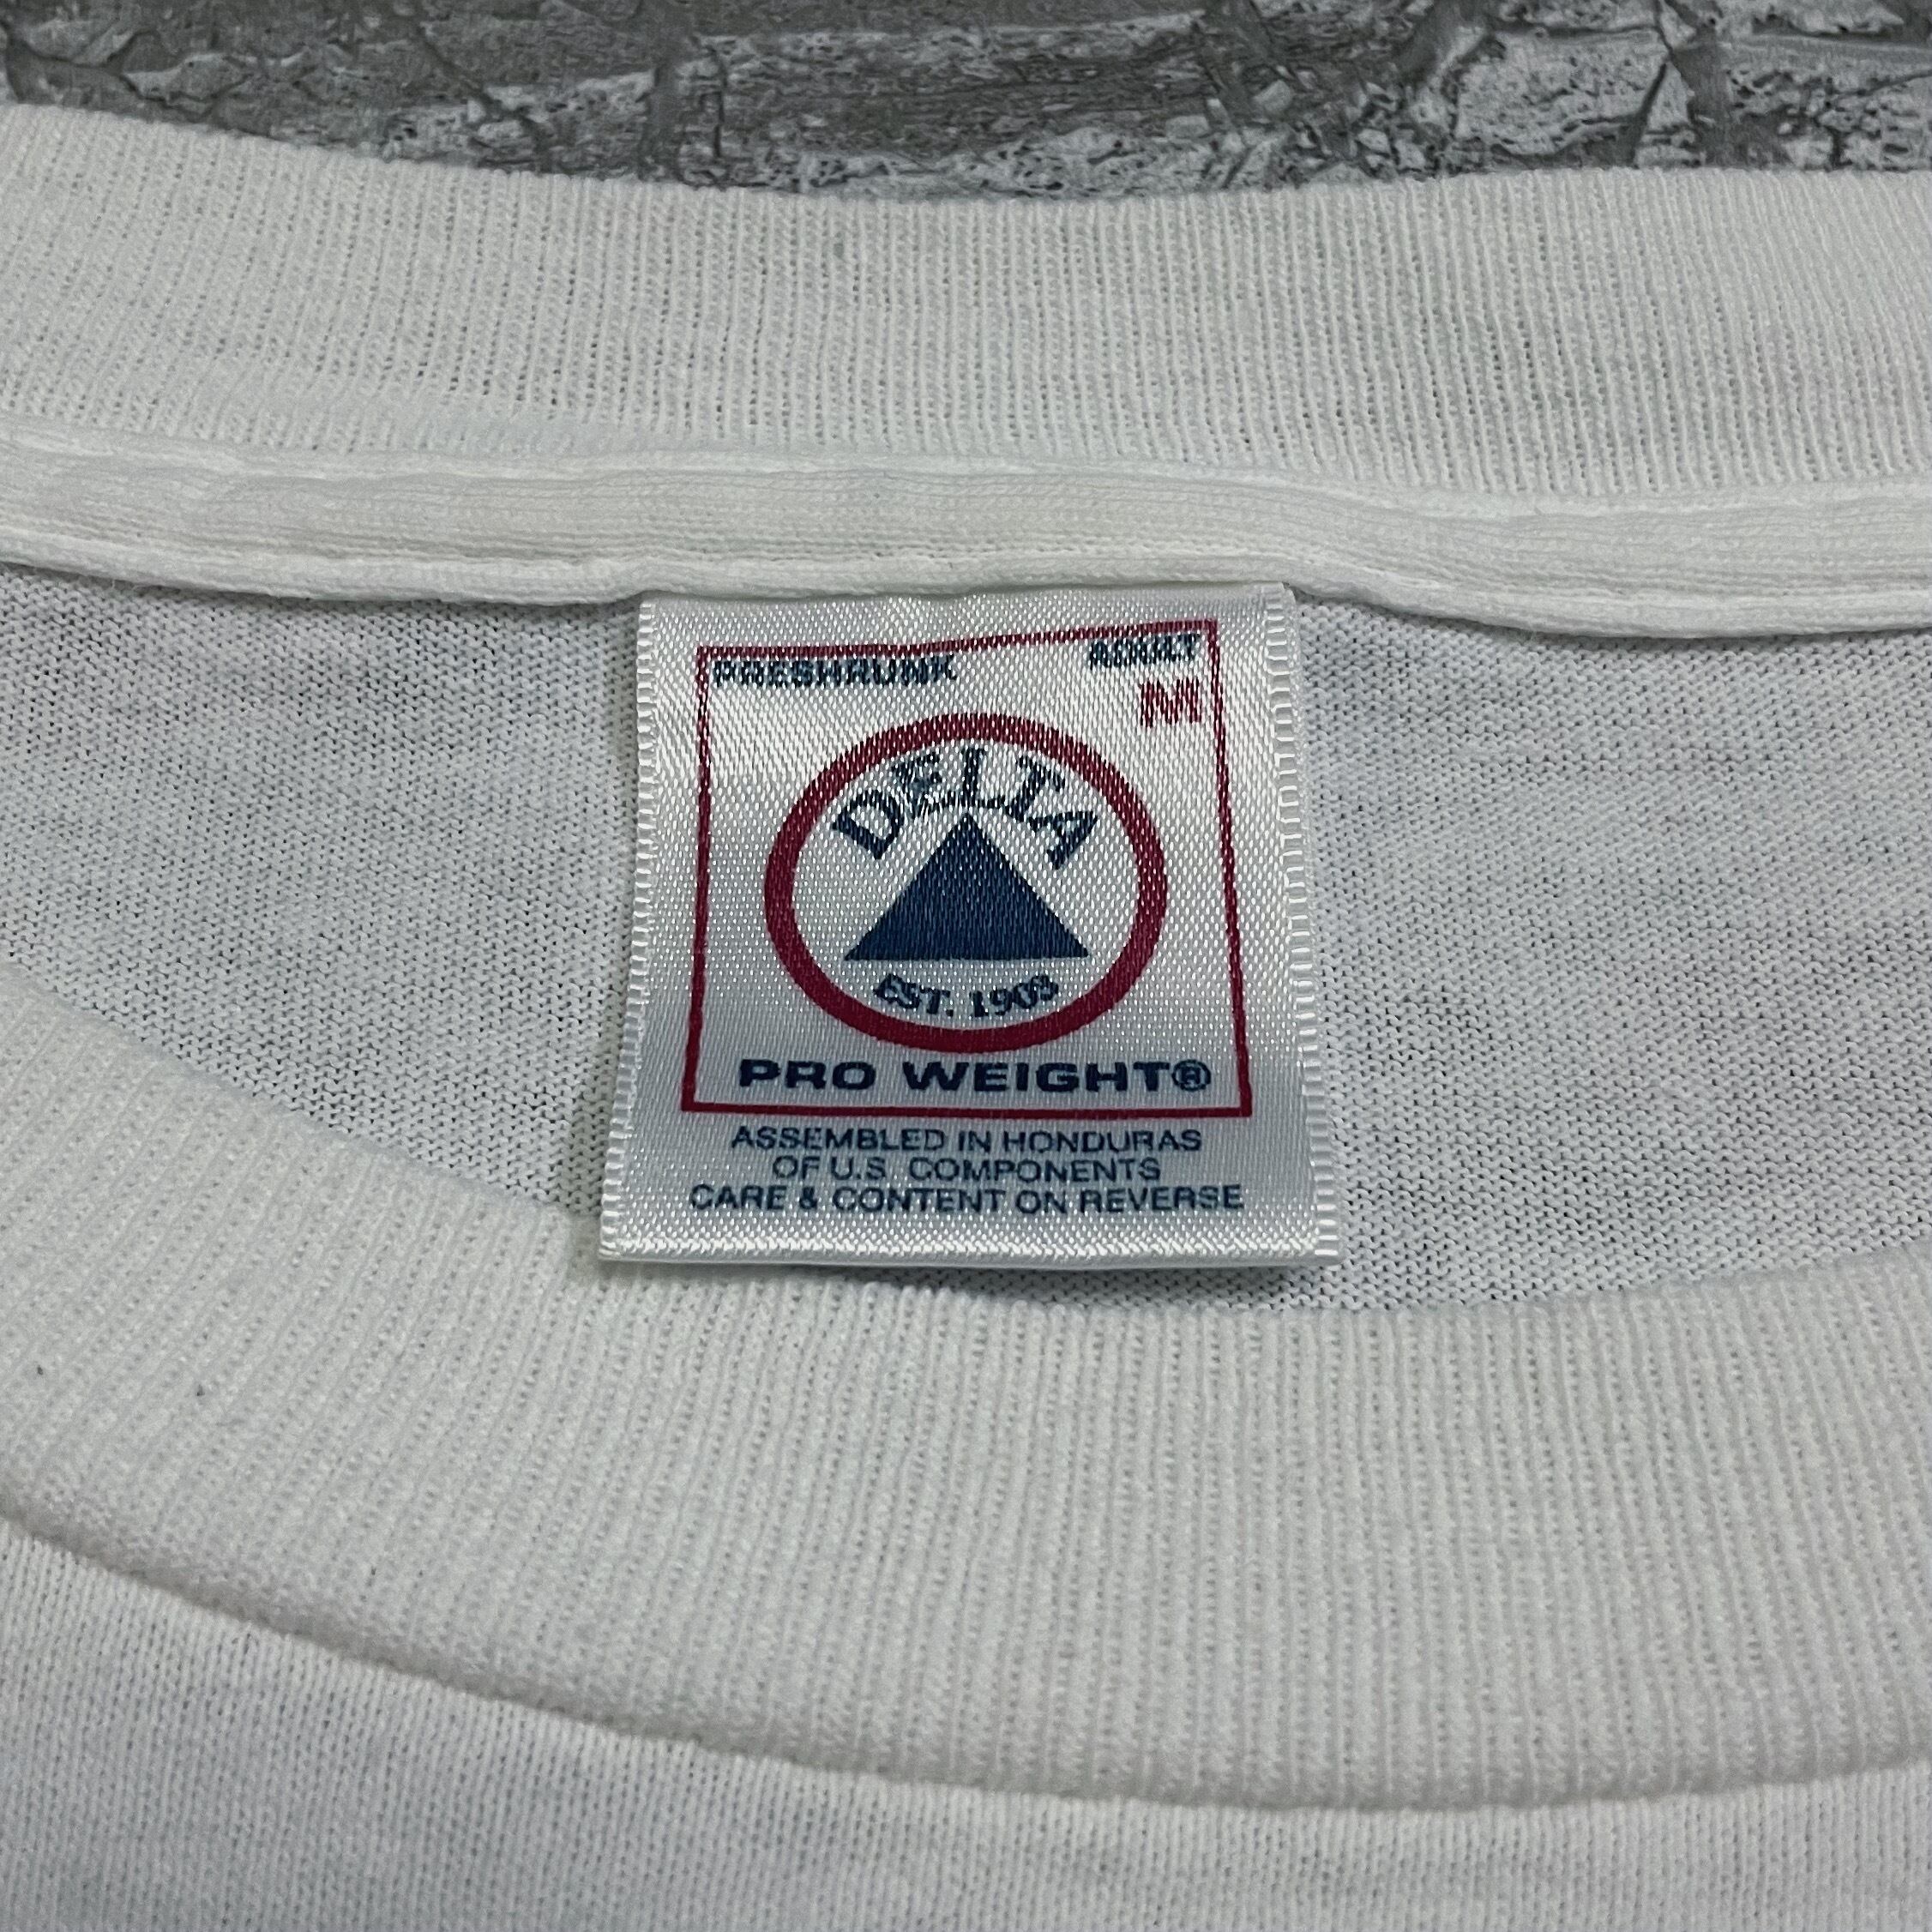 PRESHRUNK ADULT
M
DELTA
EST. 1903
PRO WEIGHT®
ASSEMBLED IN HONDURAS
OF U.S. COMPONENTS
CARE & CONTENT ON REVERSE